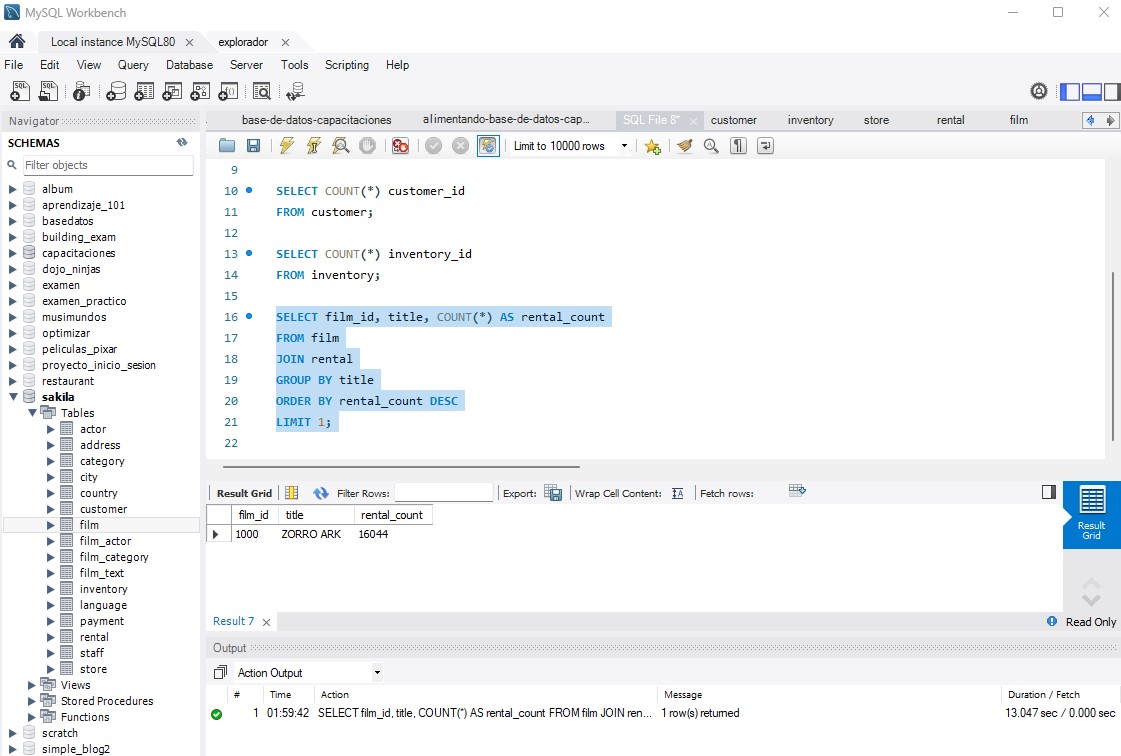 MySQL Workbench
Local instance MySQL80
explorador
File Edit View Query Database Server Tools Scripting Help
Navigator
base-de-datos-capacitaciones
alimentando-base-de-datos-cap...
SQL File 8*
customer
inventory
store
rental
film
SCHEMAS
Filter objects
album
aprendizaje_101
basedatos
building_exam
capacitaciones
dojo_ninjas
examen
examen_practico
musimundos
optimizar
peliculas_pixar
proyecto_inicio_sesion
restaurant
sakila
Tables
actor
address
category
city
country
customer
film
film_actor
film_category
film_text
inventory
language
payment
rental
staff
store
Views
Stored Procedures
Functions
scratch
simple_blog2
Limit to 10000 rows
9
10 SELECT COUNT(*) customer_id
11 FROM customer;
12
13 SELECT COUNT(*) inventory_id
14 FROM inventory;
15
16 SELECT film_id, title, COUNT(*) AS rental_count
17 FROM film
18 JOIN rental
19 GROUP BY title
20 ORDER BY rental_count DESC
21 LIMIT 1;
22
Result Grid Filter Rows: Export: Wrap Cell Content: IA Fetch rows:
film_id title rental_count
1000 ZORRO ARK 16044
Result Grid
Result 7
Read Only
Output
Action Output
# Time Action Message Duration / Fetch
1 01:59:42 SELECT film_id, title, COUNT(*) AS rental_count FROM film JOIN ren... 1 row(s) returned 13.047 sec / 0.000 sec